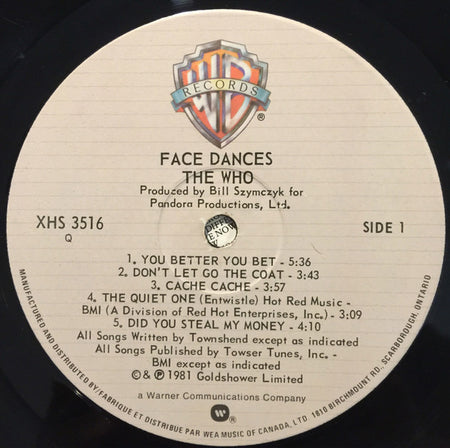 RECORDS
®
FACE DANCES
THE WHO
Produced by Bill Szymczyk for
Pandora Productions, Ltd.
XHS 3516
Q
SIDE 1
1. YOU BETTER YOU BET - 5:36
2. DON'T LET GO THE COAT - 3:43
3. CACHE CACHE - 3:57
4. THE QUIET ONE (Entwistle) Hot Red Music -
BMI (A Division of Red Hot Enterprises, Inc.) - 3:09
5. DID YOU STEAL MY MONEY - 4:10
All Songs Written by Townshend except as indicated
All Songs Published by Towser Tunes, Inc. -
BMI except as indicated
© & ℗ 1981 Goldshower Limited
a Warner Communications Company
®
MANUFACTURED AND DISTRIBUTED BY/FABRIQUE ET DISTRIBUE PAR WEA MUSIC OF CANADA, LTD. 1810 BIRCHMOUNT RD, SCARBOROUGH, ONTARIO